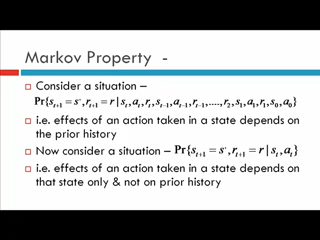 Markov Property -
Consider a situation –
Pr{s_{t+1} = s', r_{t+1} = r | s_t, a_t, r_t, s_{t-1}, a_{t-1}, r_{t-1}, ...., r_2, s_1, a_1, r_1, s_0, a_0}
i.e. effects of an action taken in a state depends on
the prior history
Now consider a situation – Pr{s_{t+1} = s', r_{t+1} = r | s_t, a_t}
i.e. effects of an action taken in a state depends on
that state only & not on prior history